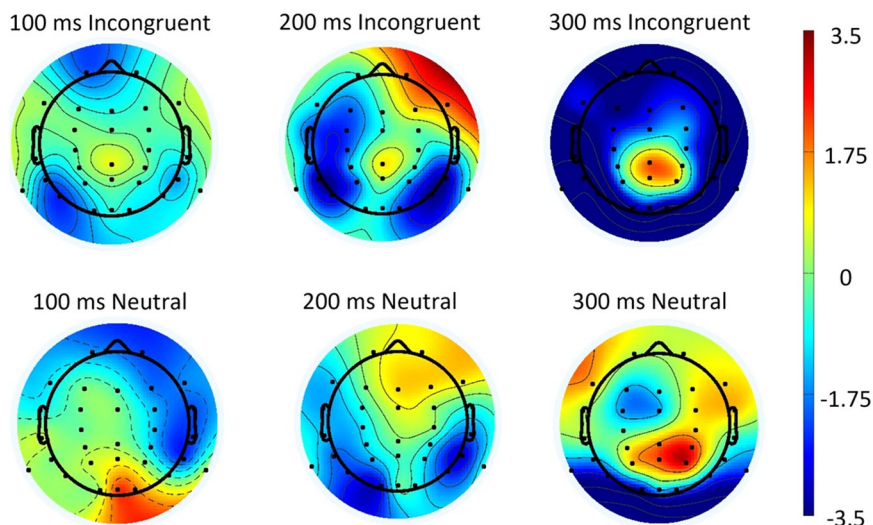 100 ms Incongruent
200 ms Incongruent
300 ms Incongruent
3.5
1.75
0
-1.75
-3.5
100 ms Neutral
200 ms Neutral
300 ms Neutral